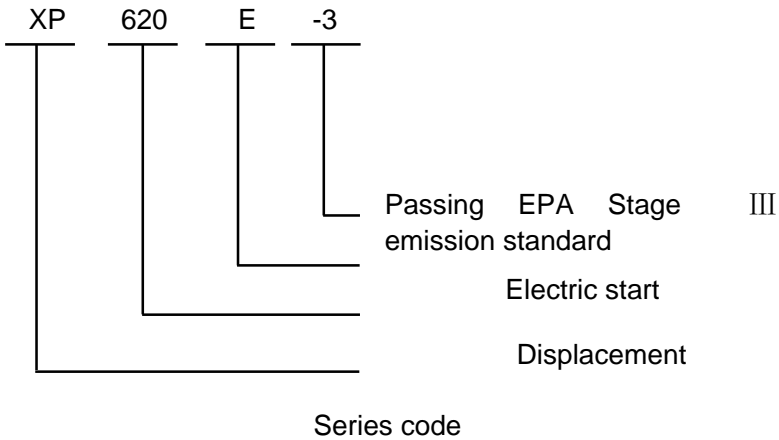 XP 620 E -3
Passing EPA Stage Ⅲ
emission standard
Electric start
Displacement
Series code